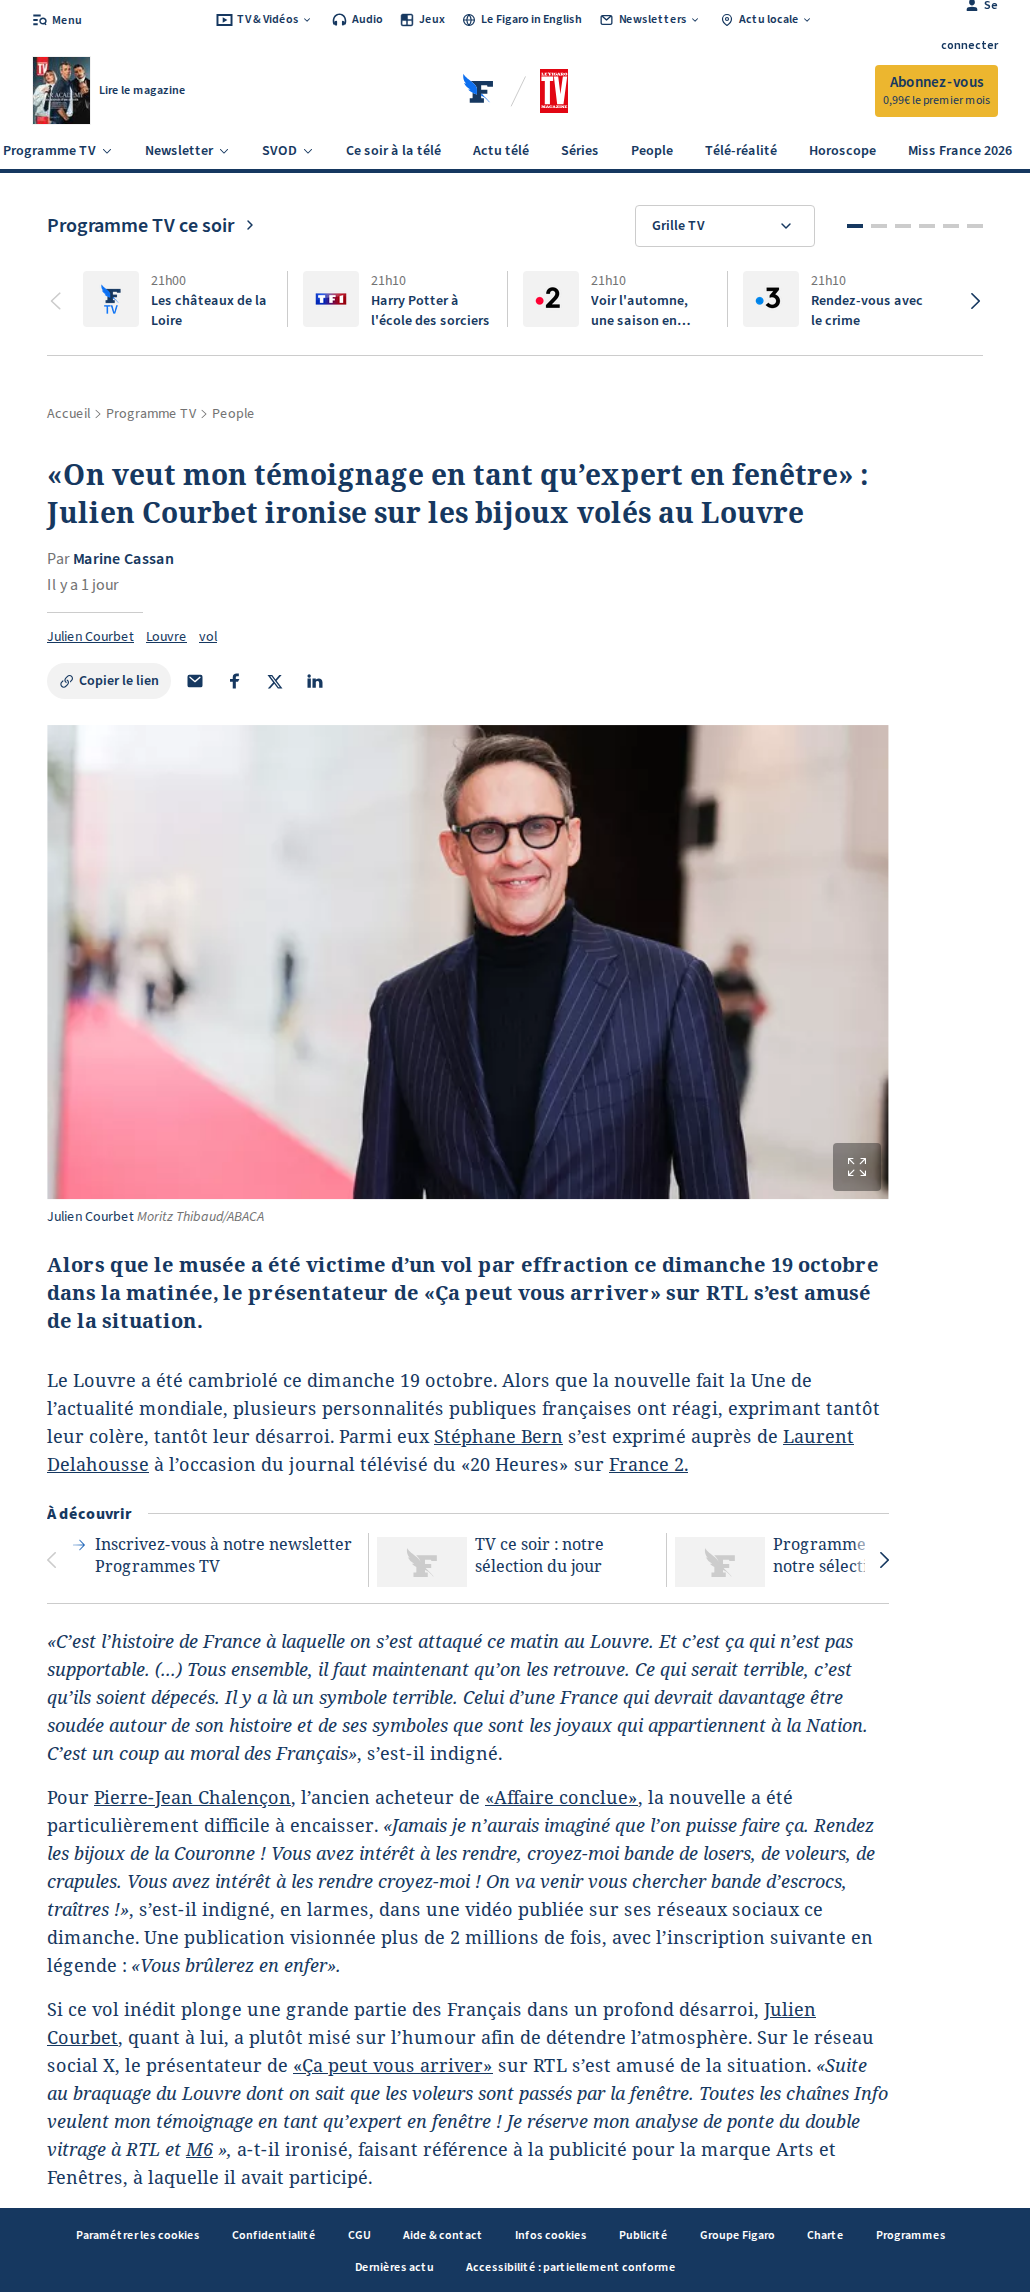 Menu
TV & Vidéos
Audio
Jeux
Le Figaro in English
Newsletters
Actu locale
Se
connecter
Lire le magazine
LE FIGARO
TV
MAGAZINE
Abonnez-vous
0,99€ le premier mois
Programme TV
Newsletter
SVOD
Ce soir à la télé
Actu télé
Séries
People
Télé-réalité
Horoscope
Miss France 2026
Programme TV ce soir
Grille TV
TV
21h00
Les châteaux de la
Loire
TF1
21h10
Harry Potter à
l'école des sorciers
2
21h10
Voir l'automne,
une saison en…
3
21h10
Rendez-vous avec
le crime
Accueil
Programme TV
People
«On veut mon témoignage en tant qu’expert en fenêtre» :
Julien Courbet ironise sur les bijoux volés au Louvre
Par Marine Cassan
Il y a 1 jour
Julien Courbet Louvre vol
Copier le lien
Julien Courbet Moritz Thibaud/ABACA
Alors que le musée a été victime d’un vol par effraction ce dimanche 19 octobre
dans la matinée, le présentateur de «Ça peut vous arriver» sur RTL s’est amusé
de la situation.
Le Louvre a été cambriolé ce dimanche 19 octobre. Alors que la nouvelle fait la Une de
l’actualité mondiale, plusieurs personnalités publiques françaises ont réagi, exprimant tantôt
leur colère, tantôt leur désarroi. Parmi eux Stéphane Bern s’est exprimé auprès de Laurent
Delahousse à l’occasion du journal télévisé du «20 Heures» sur France 2.
À découvrir
Inscrivez-vous à notre newsletter
Programmes TV
TV ce soir : notre
sélection du jour
Programme
notre sélecti
«C’est l’histoire de France à laquelle on s’est attaqué ce matin au Louvre. Et c’est ça qui n’est pas
supportable. (...) Tous ensemble, il faut maintenant qu’on les retrouve. Ce qui serait terrible, c’est
qu’ils soient dépecés. Il y a là un symbole terrible. Celui d’une France qui devrait davantage être
soudée autour de son histoire et de ses symboles que sont les joyaux qui appartiennent à la Nation.
C’est un coup au moral des Français», s’est-il indigné.
Pour Pierre-Jean Chalençon, l’ancien acheteur de «Affaire conclue», la nouvelle a été
particulièrement difficile à encaisser. «Jamais je n’aurais imaginé que l’on puisse faire ça. Rendez
les bijoux de la Couronne ! Vous avez intérêt à les rendre, croyez-moi bande de losers, de voleurs, de
crapules. Vous avez intérêt à les rendre croyez-moi ! On va venir vous chercher bande d’escrocs,
traîtres !», s’est-il indigné, en larmes, dans une vidéo publiée sur ses réseaux sociaux ce
dimanche. Une publication visionnée plus de 2 millions de fois, avec l’inscription suivante en
légende : «Vous brûlerez en enfer».
Si ce vol inédit plonge une grande partie des Français dans un profond désarroi, Julien
Courbet, quant à lui, a plutôt misé sur l’humour afin de détendre l’atmosphère. Sur le réseau
social X, le présentateur de «Ça peut vous arriver» sur RTL s’est amusé de la situation. «Suite
au braquage du Louvre dont on sait que les voleurs sont passés par la fenêtre. Toutes les chaînes Info
veulent mon témoignage en tant qu’expert en fenêtre ! Je réserve mon analyse de ponte du double
vitrage à RTL et M6 », a-t-il ironisé, faisant référence à la publicité pour la marque Arts et
Fenêtres, à laquelle il avait participé.
Paramétrer les cookies
Confidentialité
CGU
Aide & contact
Infos cookies
Publicité
Groupe Figaro
Charte
Programmes
Dernières actu
Accessibilité : partiellement conforme